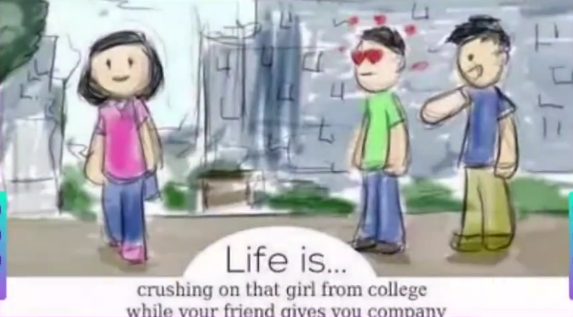 Life is...
crushing on that girl from college
while your friend gives you company